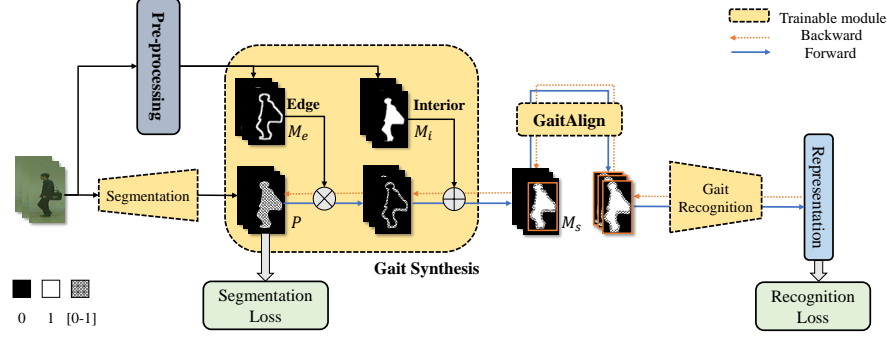 Trainable module
Backward
Forward
Pre-processing
Edge
M_e
Interior
M_i
GaitAlign
Segmentation
P
M_s
Gait
Recognition
Representation
Gait Synthesis
0 1 [0-1]
Segmentation
Loss
Recognition
Loss